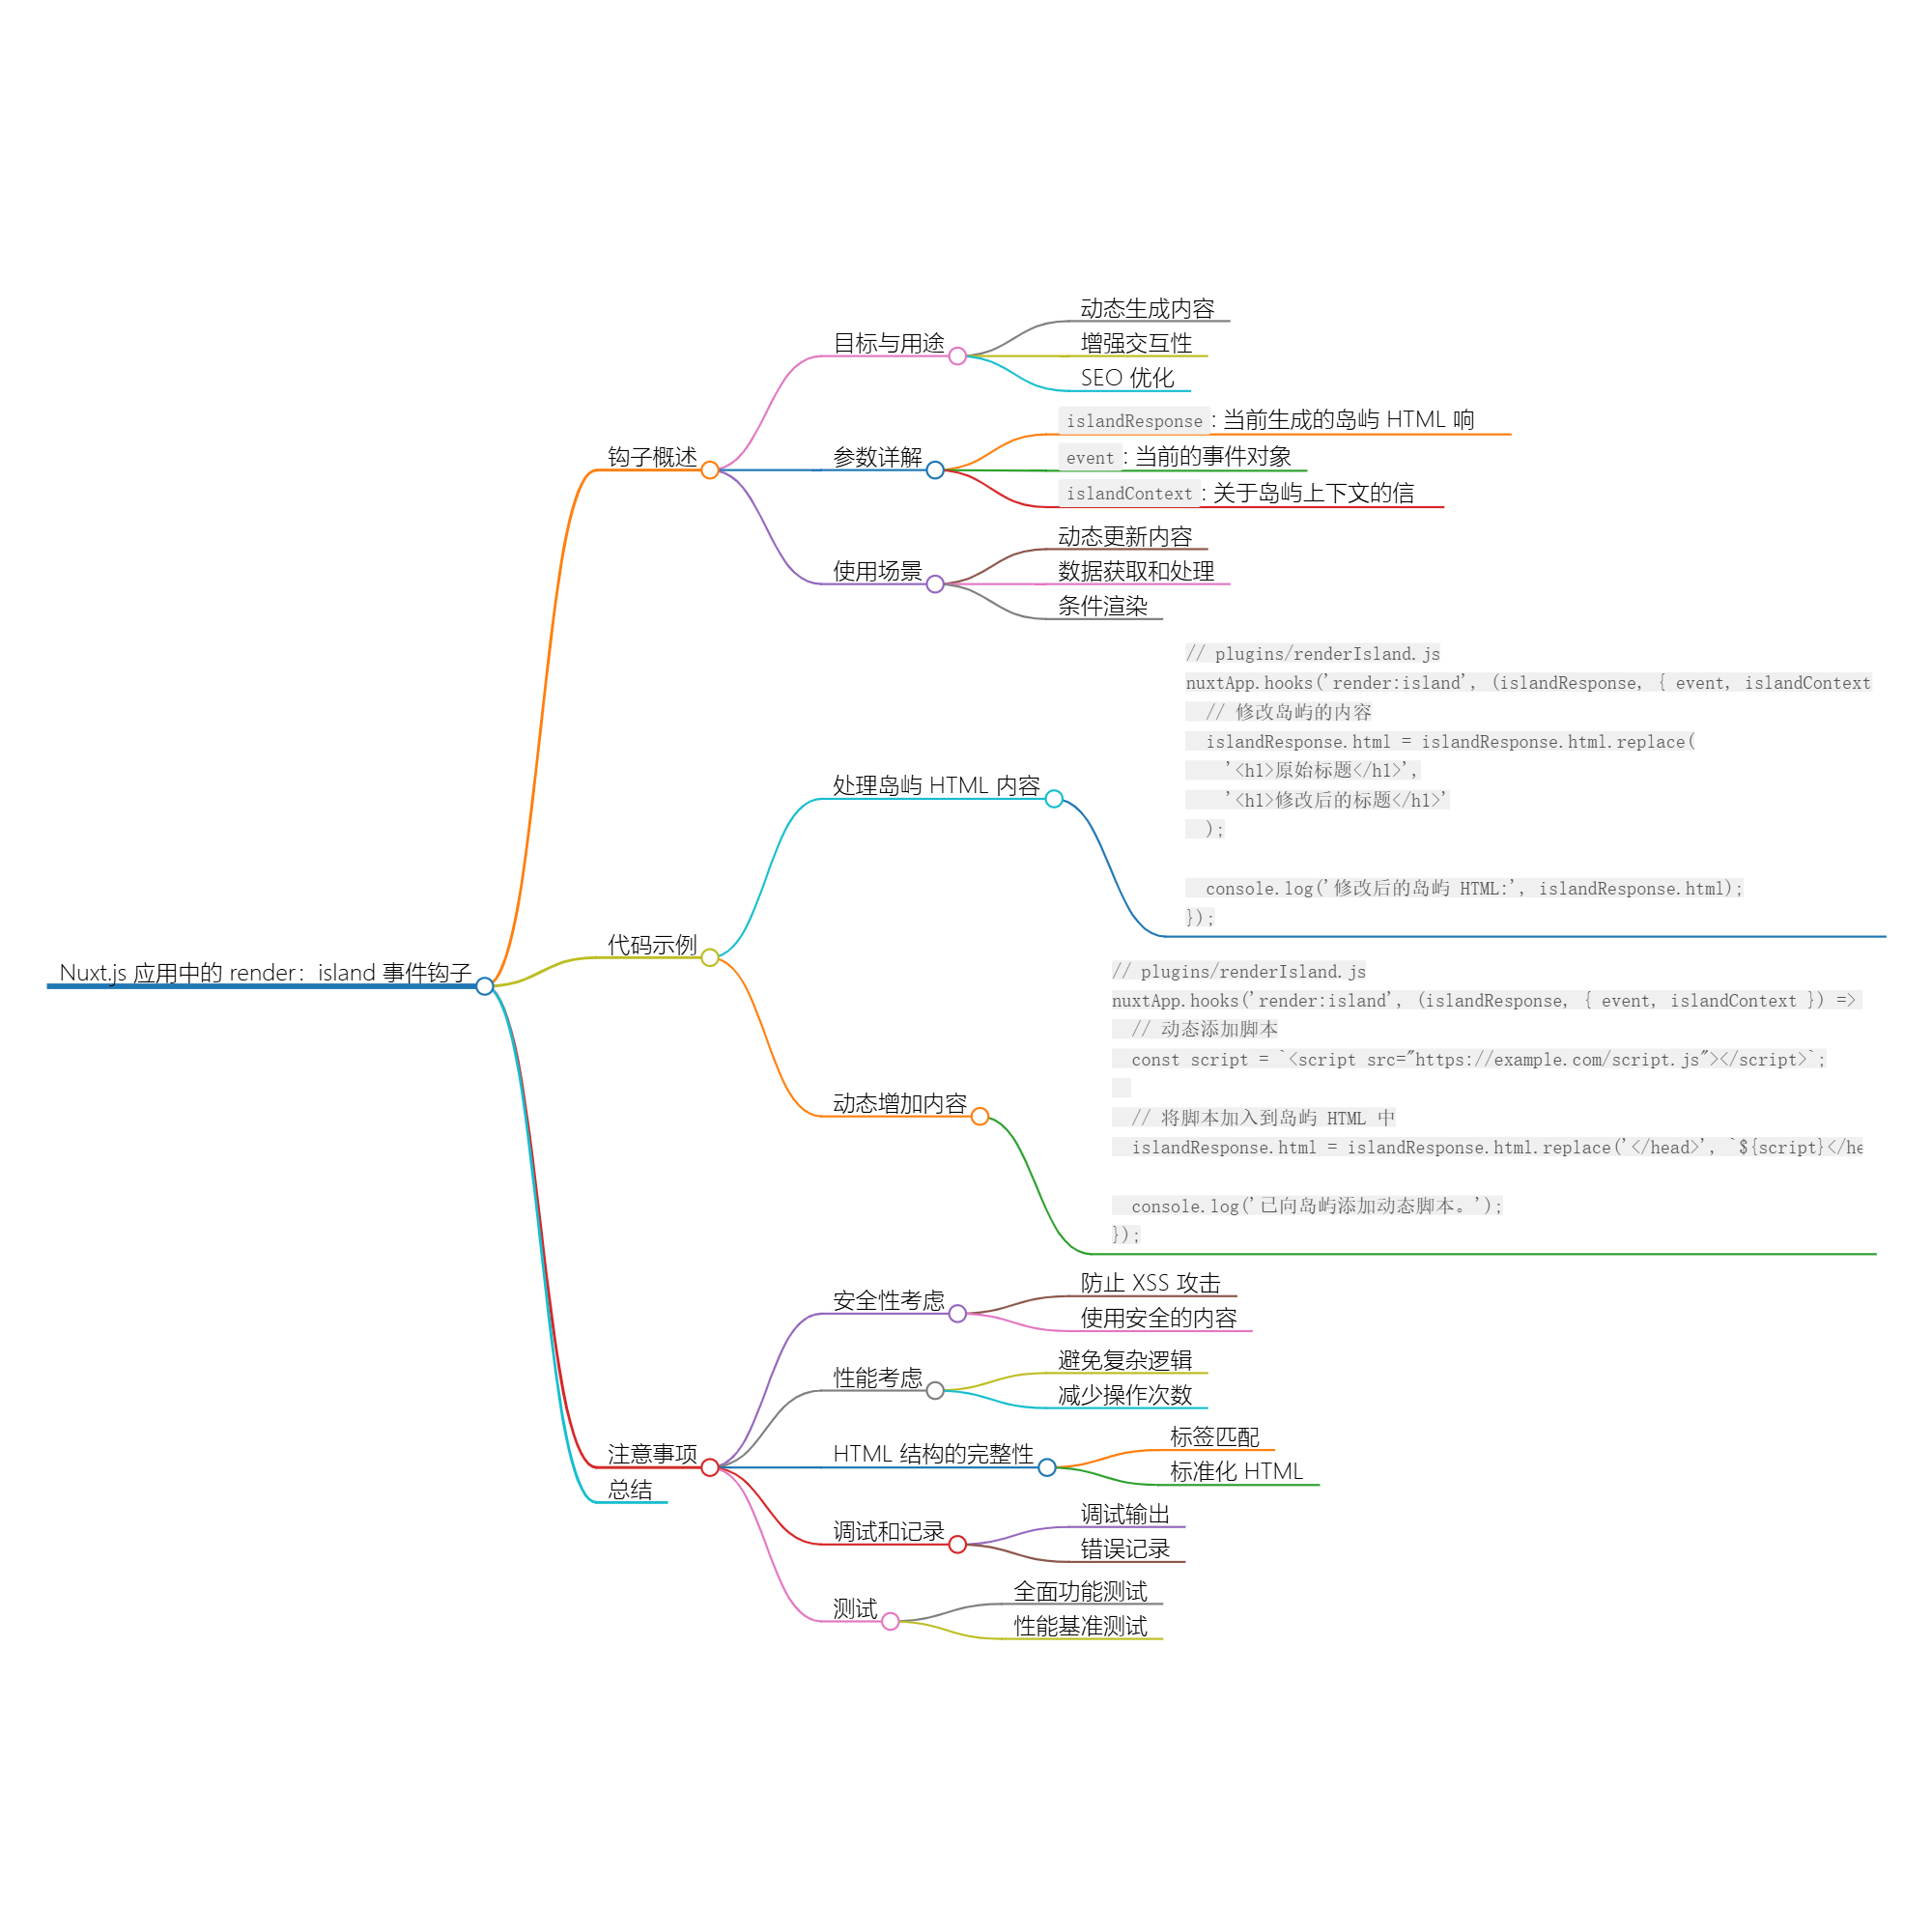 Nuxt.js 应用中的 render：island 事件钩子
钩子概述
目标与用途
动态生成内容
增强交互性
SEO 优化
参数详解
islandResponse: 当前生成的岛屿 HTML 响
event: 当前的事件对象
islandContext: 关于岛屿上下文的信
使用场景
动态更新内容
数据获取和处理
条件渲染
代码示例
处理岛屿 HTML 内容
// plugins/renderIsland.js
nuxtApp.hooks('render:island', (islandResponse, { event, islandContext
  // 修改岛屿的内容
  islandResponse.html = islandResponse.html.replace(
    '<h1>原始标题</h1>',
    '<h1>修改后的标题</h1>'
  );
  console.log('修改后的岛屿 HTML:', islandResponse.html);
});
动态增加内容
// plugins/renderIsland.js
nuxtApp.hooks('render:island', (islandResponse, { event, islandContext }) =>
  // 动态添加脚本
  const script = `<script src="https://example.com/script.js"></script>`;
  // 将脚本加入到岛屿 HTML 中
  islandResponse.html = islandResponse.html.replace('</head>', `${script}</he
  console.log('已向岛屿添加动态脚本。');
});
注意事项
安全性考虑
防止 XSS 攻击
使用安全的内容
性能考虑
避免复杂逻辑
减少操作次数
HTML 结构的完整性
标签匹配
标准化 HTML
调试和记录
调试输出
错误记录
测试
全面功能测试
性能基准测试
总结